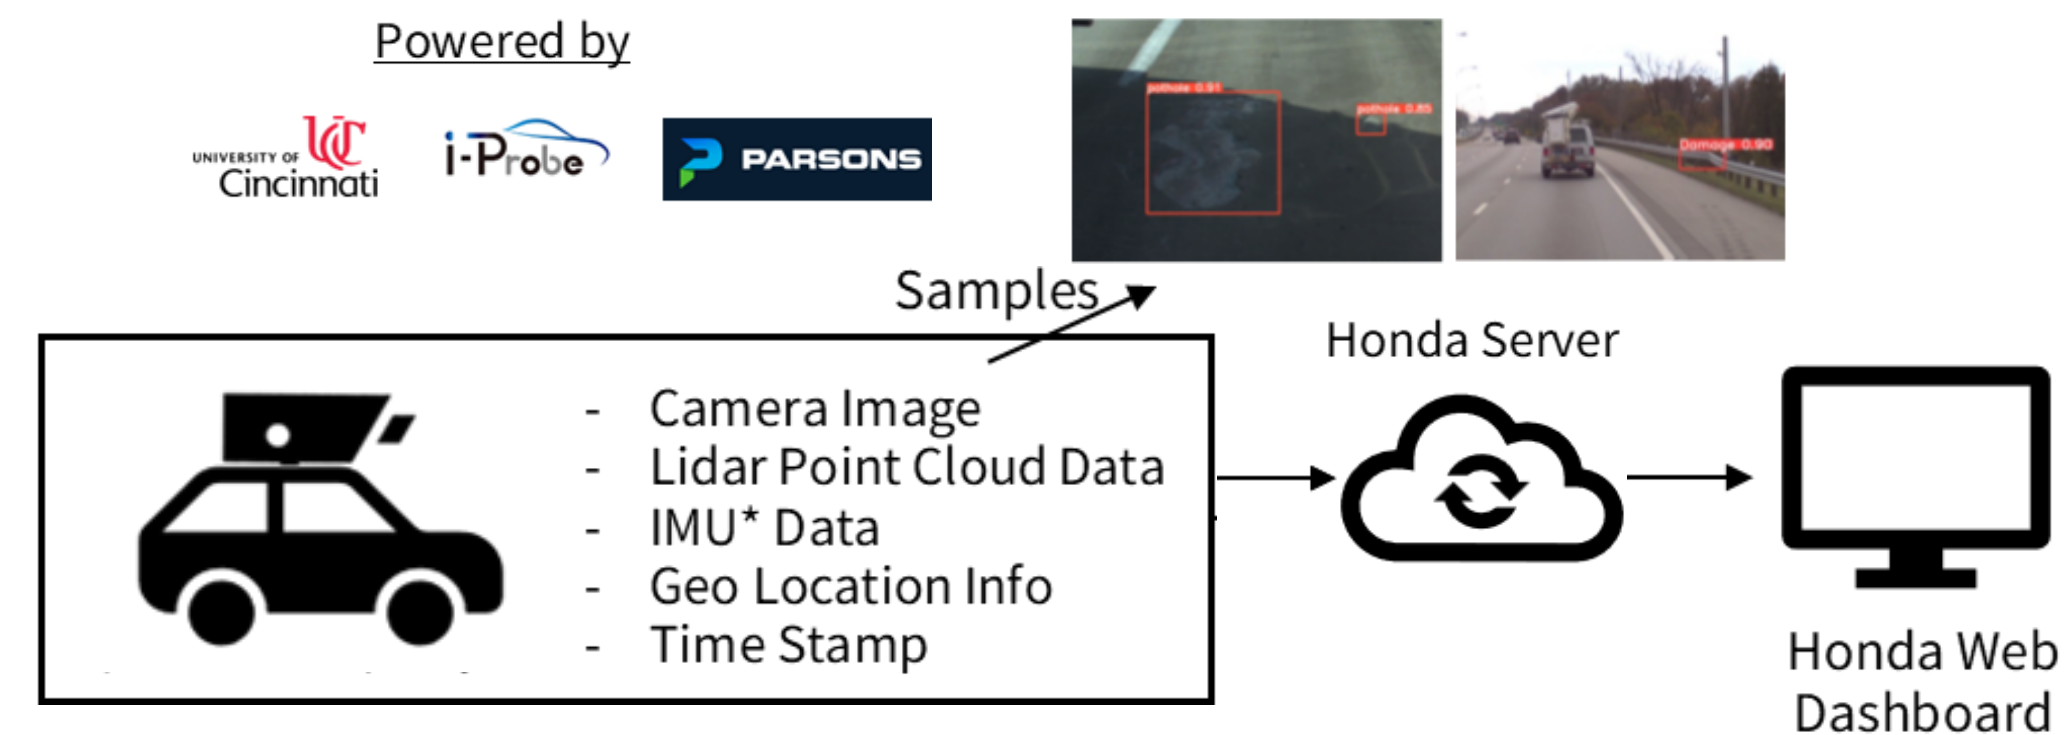 Powered by
UNIVERSITY OF
Cincinnati
i-Probe
PARSONS
pothole 0.91
pothole 0.85
Damage 0.90
Samples
Honda Server
- Camera Image
- Lidar Point Cloud Data
- IMU* Data
- Geo Location Info
- Time Stamp
Honda Web
Dashboard